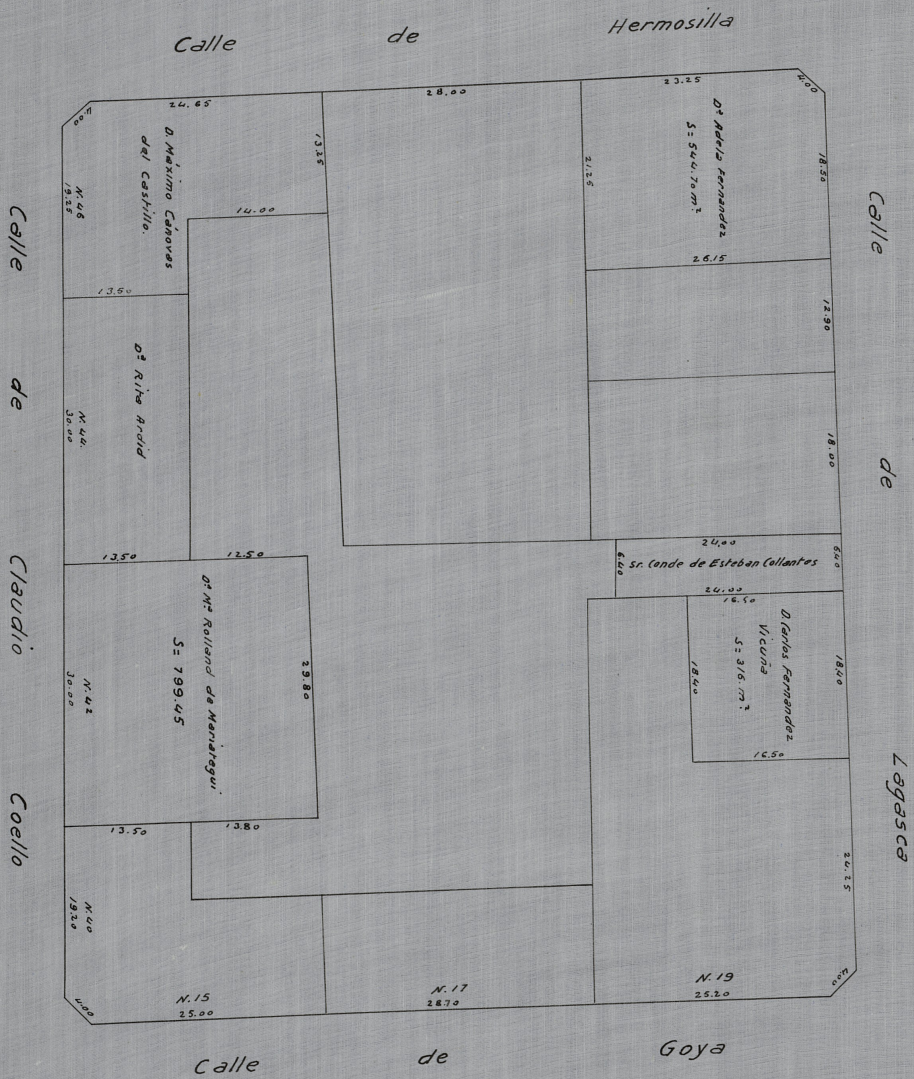 Calle de Hermosilla
24.65
28.00
23.25
4.00
4.00
D. Máximo Cánovas
del Castillo.
N. 46
19.25
13.25
14.00
13.50
21.25
Dª Adela Fernandez
S= 544.70 m²
18.50
26.15
12.90
18.00
Calle de Lagasca
Calle de Claudio Coello
Dª Rita Ardid
N. 44.
30.00
13.50
12.50
24.00
6.40
Sr. Conde de Esteban Collantes
6.40
24.00
16.50
D. Carlos Fernandez
Vicuña
S= 316. m²
18.40
18.40
16.50
Dª Mª Rolland de Mariategui
S= 799.45
29.80
N. 42
30.00
13.50
13.80
24.25
N. 40
19.20
4.00
N. 15
25.00
N. 17
28.70
N. 19
25.20
4.00
Calle de Goya